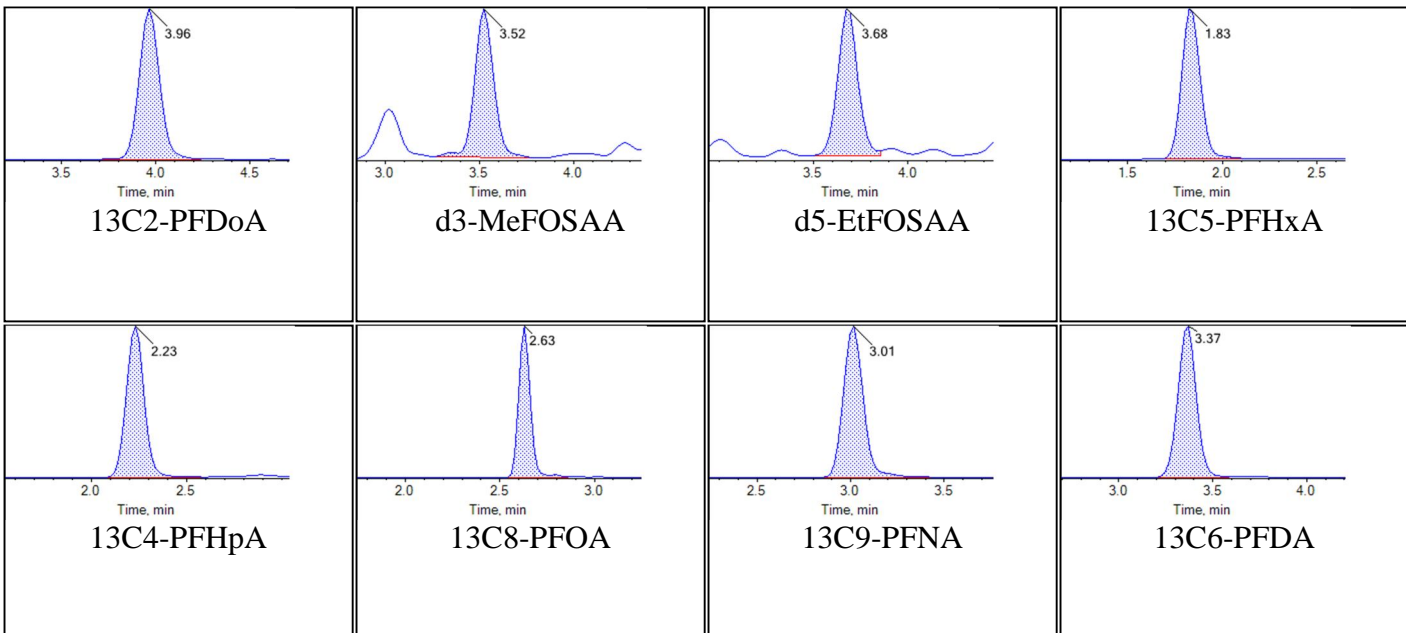 3.96
3.5 4.0 4.5
Time, min
13C2-PFDoA
3.52
3.0 3.5 4.0
Time, min
d3-MeFOSAA
3.68
3.5 4.0
Time, min
d5-EtFOSAA
1.83
1.5 2.0 2.5
Time, min
13C5-PFHxA
2.23
2.0 2.5
Time, min
13C4-PFHpA
2.63
2.0 2.5 3.0
Time, min
13C8-PFOA
3.01
2.5 3.0 3.5
Time, min
13C9-PFNA
3.37
3.0 3.5 4.0
Time, min
13C6-PFDA